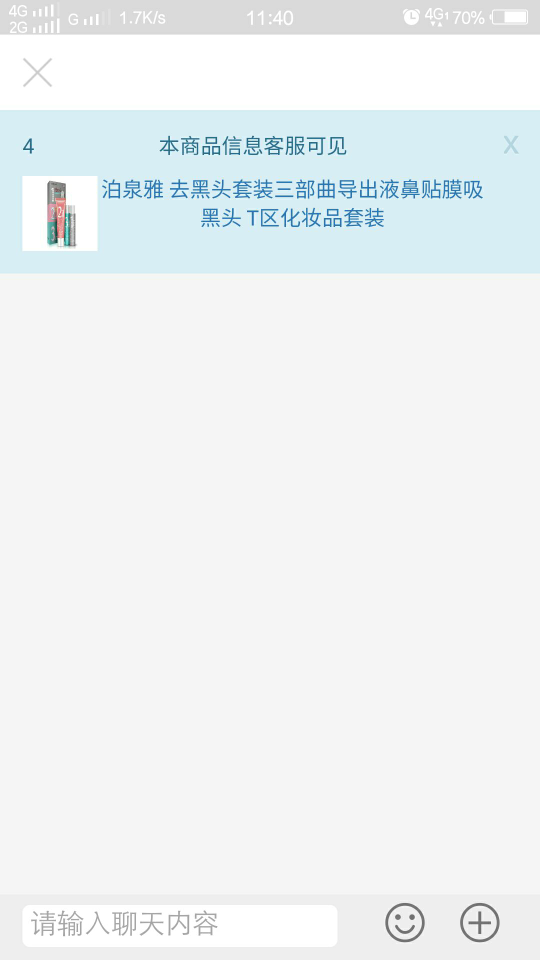 4G
2G G 1.7K/s 11:40 4G 70%
4 本商品信息客服可见 X
泊泉雅 去黑头套装三部曲导出液鼻贴膜吸
黑头 T区化妆品套装
请输入聊天内容